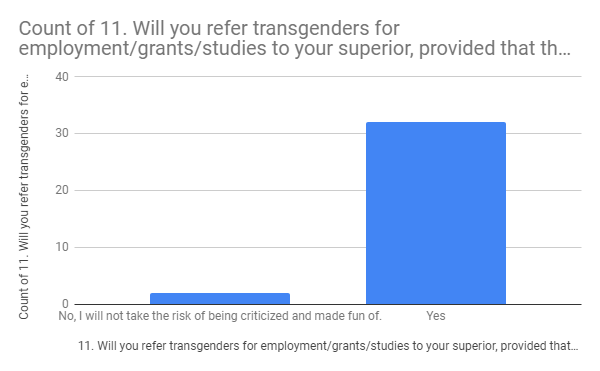 Count of 11. Will you refer transgenders for
employment/grants/studies to your superior, provided that th...
Count of 11. Will you refer transgenders for e...
40
30
20
10
0
No, I will not take the risk of being criticized and made fun of.
Yes
11. Will you refer transgenders for employment/grants/studies to your superior, provided that...